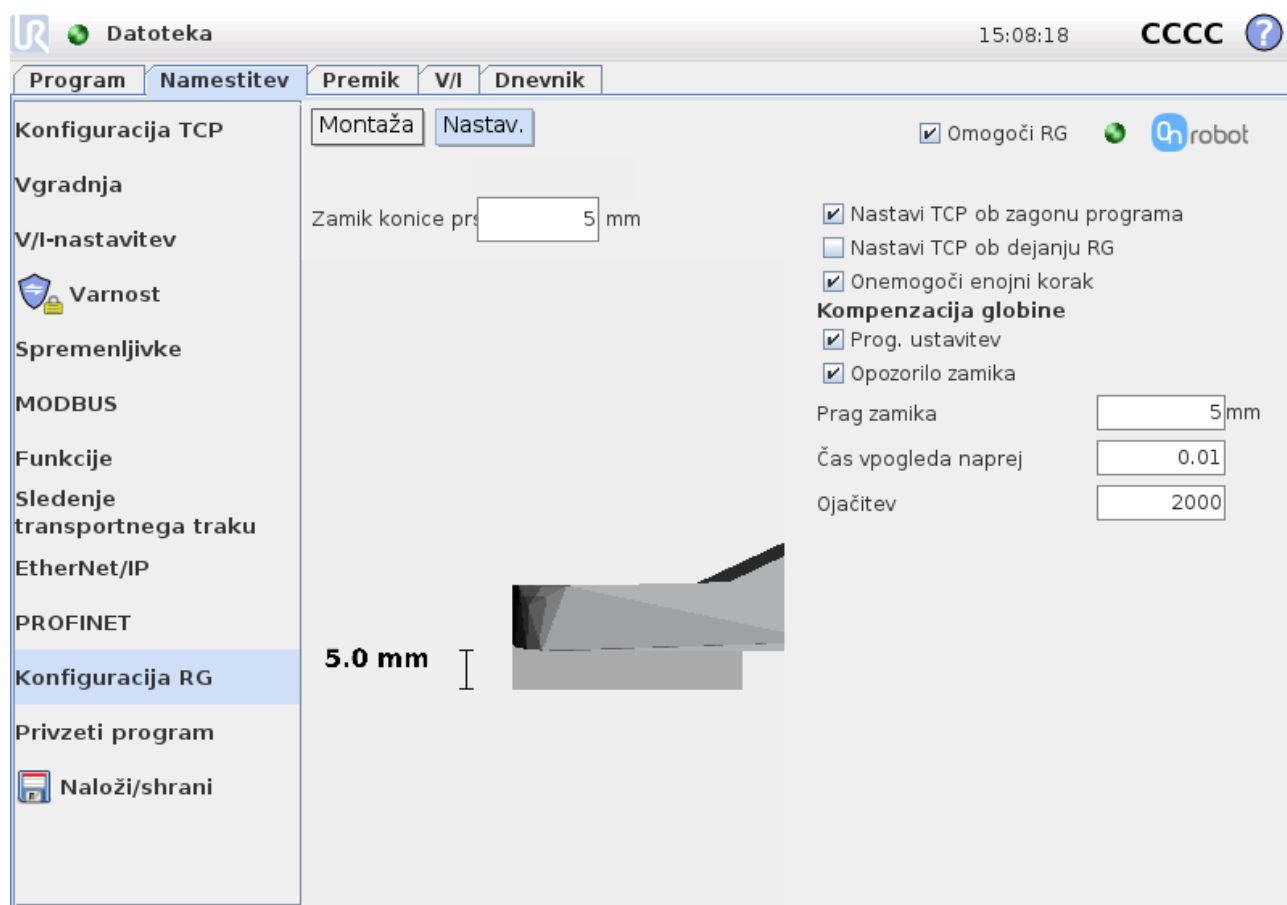 Datoteka 15:08:18 CCCC ?
Program Namestitev Premik V/I Dnevnik
Konfiguracija TCP
Vgradnja
V/I-nastavitev
Varnost
Spremenljivke
MODBUS
Funkcije
Sledenje
transportnega traku
EtherNet/IP
PROFINET
Konfiguracija RG
Privzeti program
Naloži/shrani
Montaža Nastav.
Omogoči RG
On robot
Zamik konice prs 5 mm
5.0 mm
Nastavi TCP ob zagonu programa
Nastavi TCP ob dejanju RG
Onemogoči enojni korak
Kompenzacija globine
Prog. ustavitev
Opozorilo zamika
Prag zamika 5 mm
Čas vpogleda naprej 0.01
Ojačitev 2000